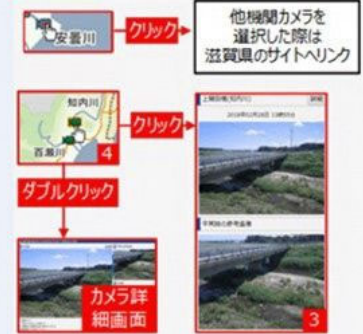 安曇川
クリック
他機関カメラを
選択した際は
滋賀県のサイトへリンク
知内川
百瀬川
4
クリック
ダブルクリック
カメラ詳
細画面
3